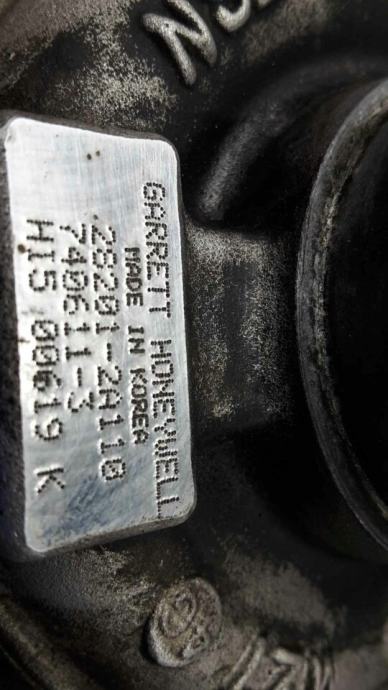 GARRETT HONEYWELL
MADE IN KOREA
28201-2A110
740611-3
H15 00619 K